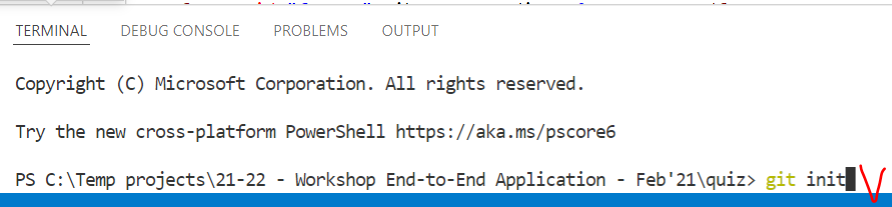 TERMINAL DEBUG CONSOLE PROBLEMS OUTPUT
Copyright (C) Microsoft Corporation. All rights reserved.
Try the new cross-platform PowerShell https://aka.ms/pscore6
PS C:\Temp projects\21-22 - Workshop End-to-End Application - Feb'21\quiz> git init